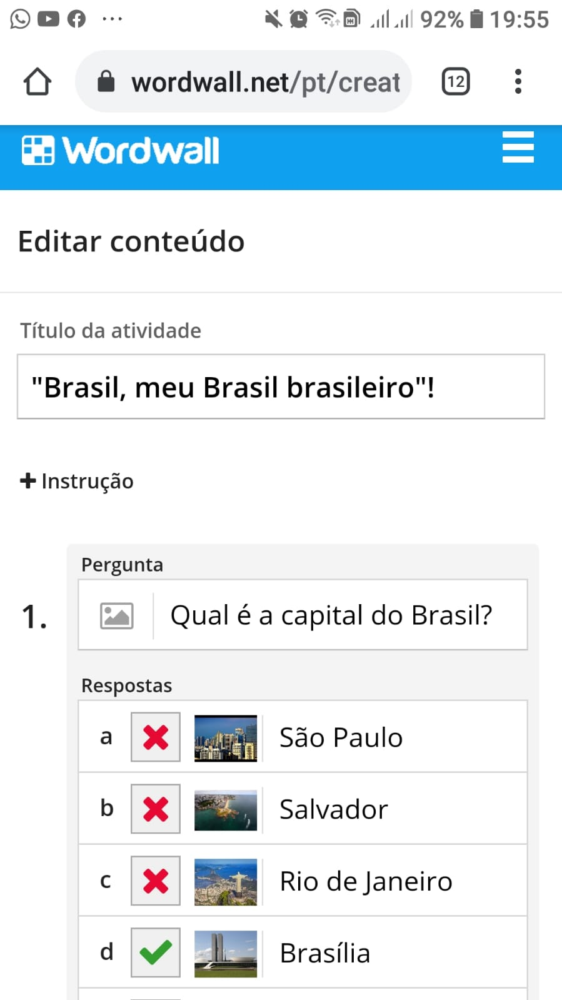 92% 19:55
wordwall.net/pt/creat 12
Wordwall
Editar conteúdo
Título da atividade
"Brasil, meu Brasil brasileiro"!
+ Instrução
Pergunta
1. Qual é a capital do Brasil?
Respostas
a São Paulo
b Salvador
c Rio de Janeiro
d Brasília